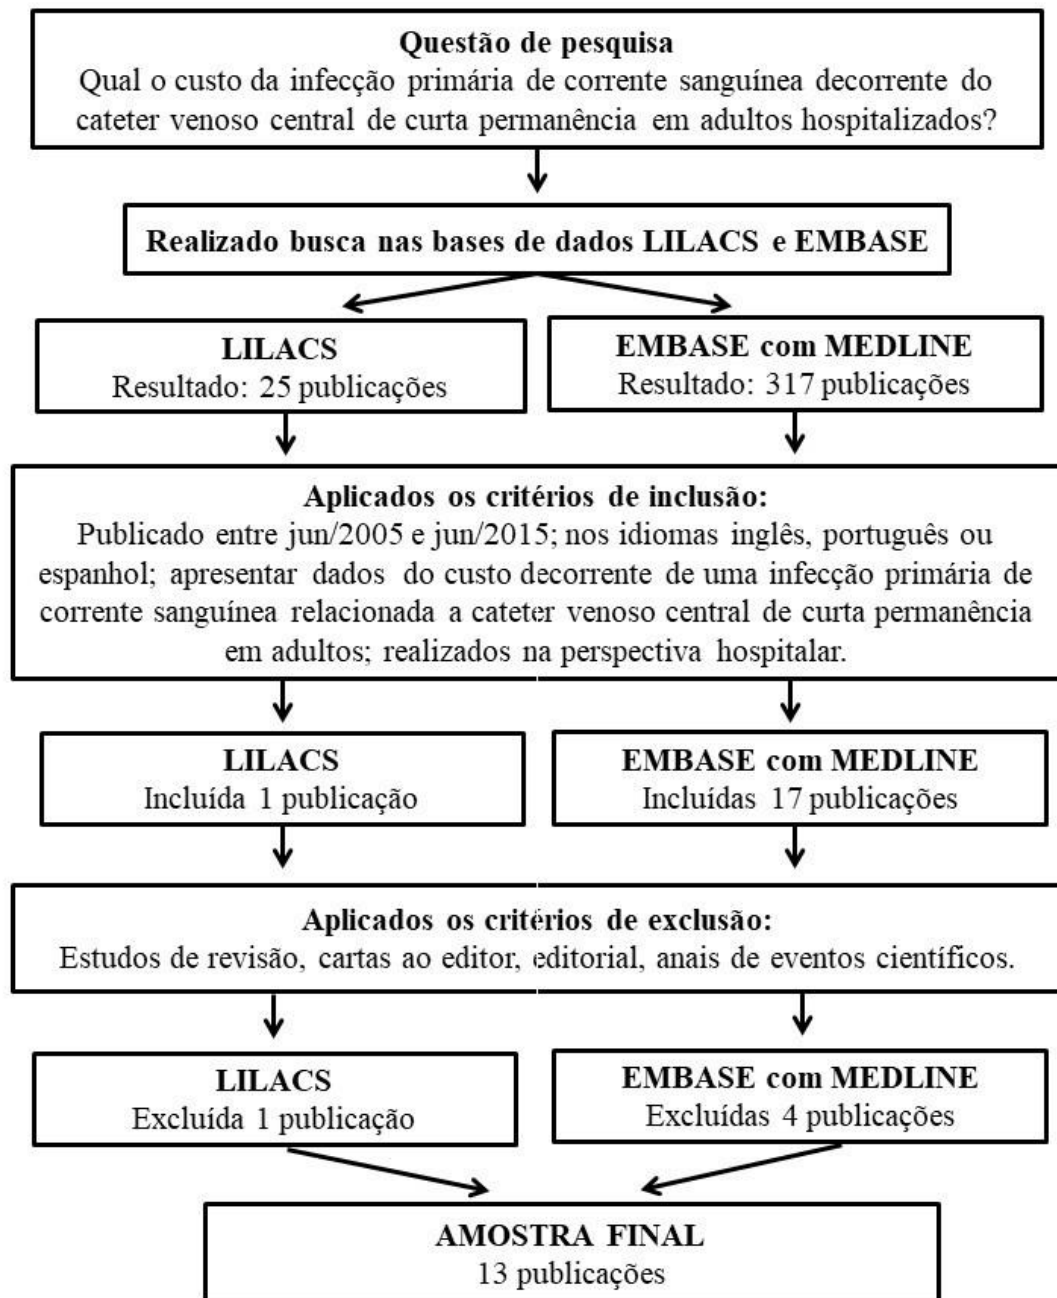 Questão de pesquisa
Qual o custo da infecção primária de corrente sanguínea decorrente do
cateter venoso central de curta permanência em adultos hospitalizados?
Realizado busca nas bases de dados LILACS e EMBASE
LILACS
Resultado: 25 publicações
EMBASE com MEDLINE
Resultado: 317 publicações
Aplicados os critérios de inclusão:
Publicado entre jun/2005 e jun/2015; nos idiomas inglês, português ou
espanhol; apresentar dados do custo decorrente de uma infecção primária de
corrente sanguínea relacionada a cateter venoso central de curta permanência
em adultos; realizados na perspectiva hospitalar.
LILACS
Incluída 1 publicação
EMBASE com MEDLINE
Incluídas 17 publicações
Aplicados os critérios de exclusão:
Estudos de revisão, cartas ao editor, editorial, anais de eventos científicos.
LILACS
Excluída 1 publicação
EMBASE com MEDLINE
Excluídas 4 publicações
AMOSTRA FINAL
13 publicações